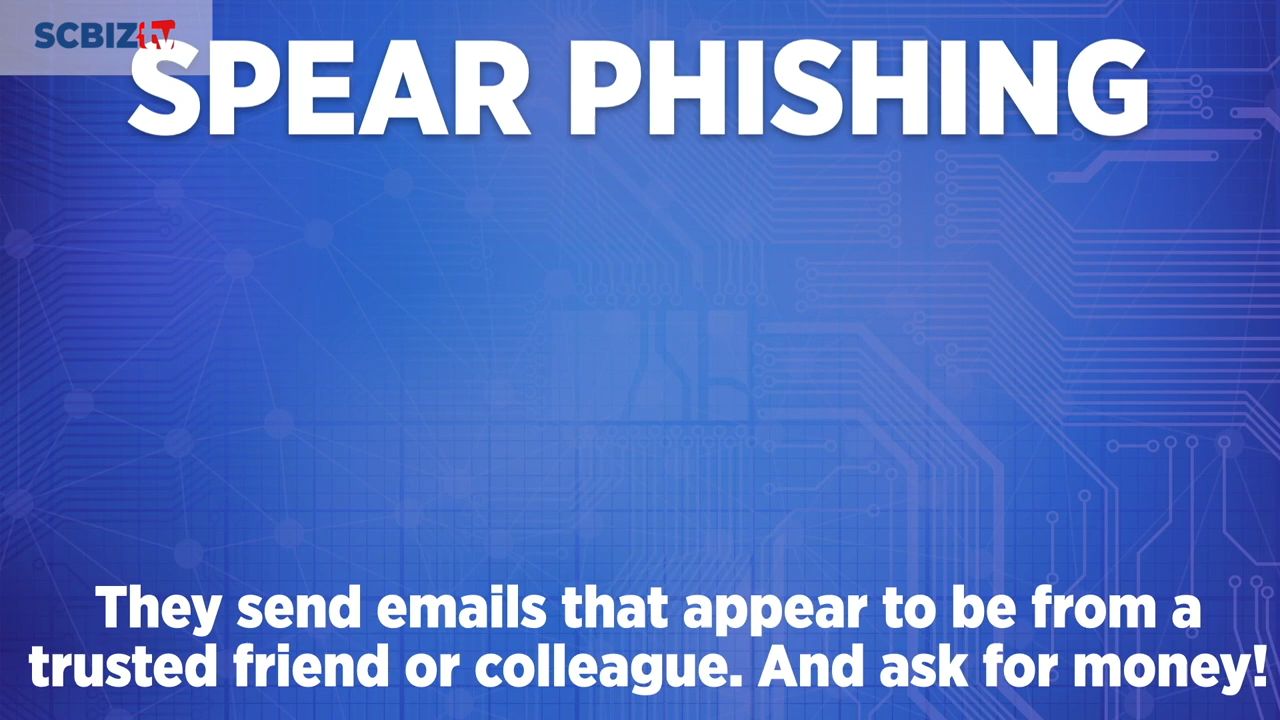 SCBIZtv
SPEAR PHISHING
They send emails that appear to be from a
trusted friend or colleague. And ask for money!